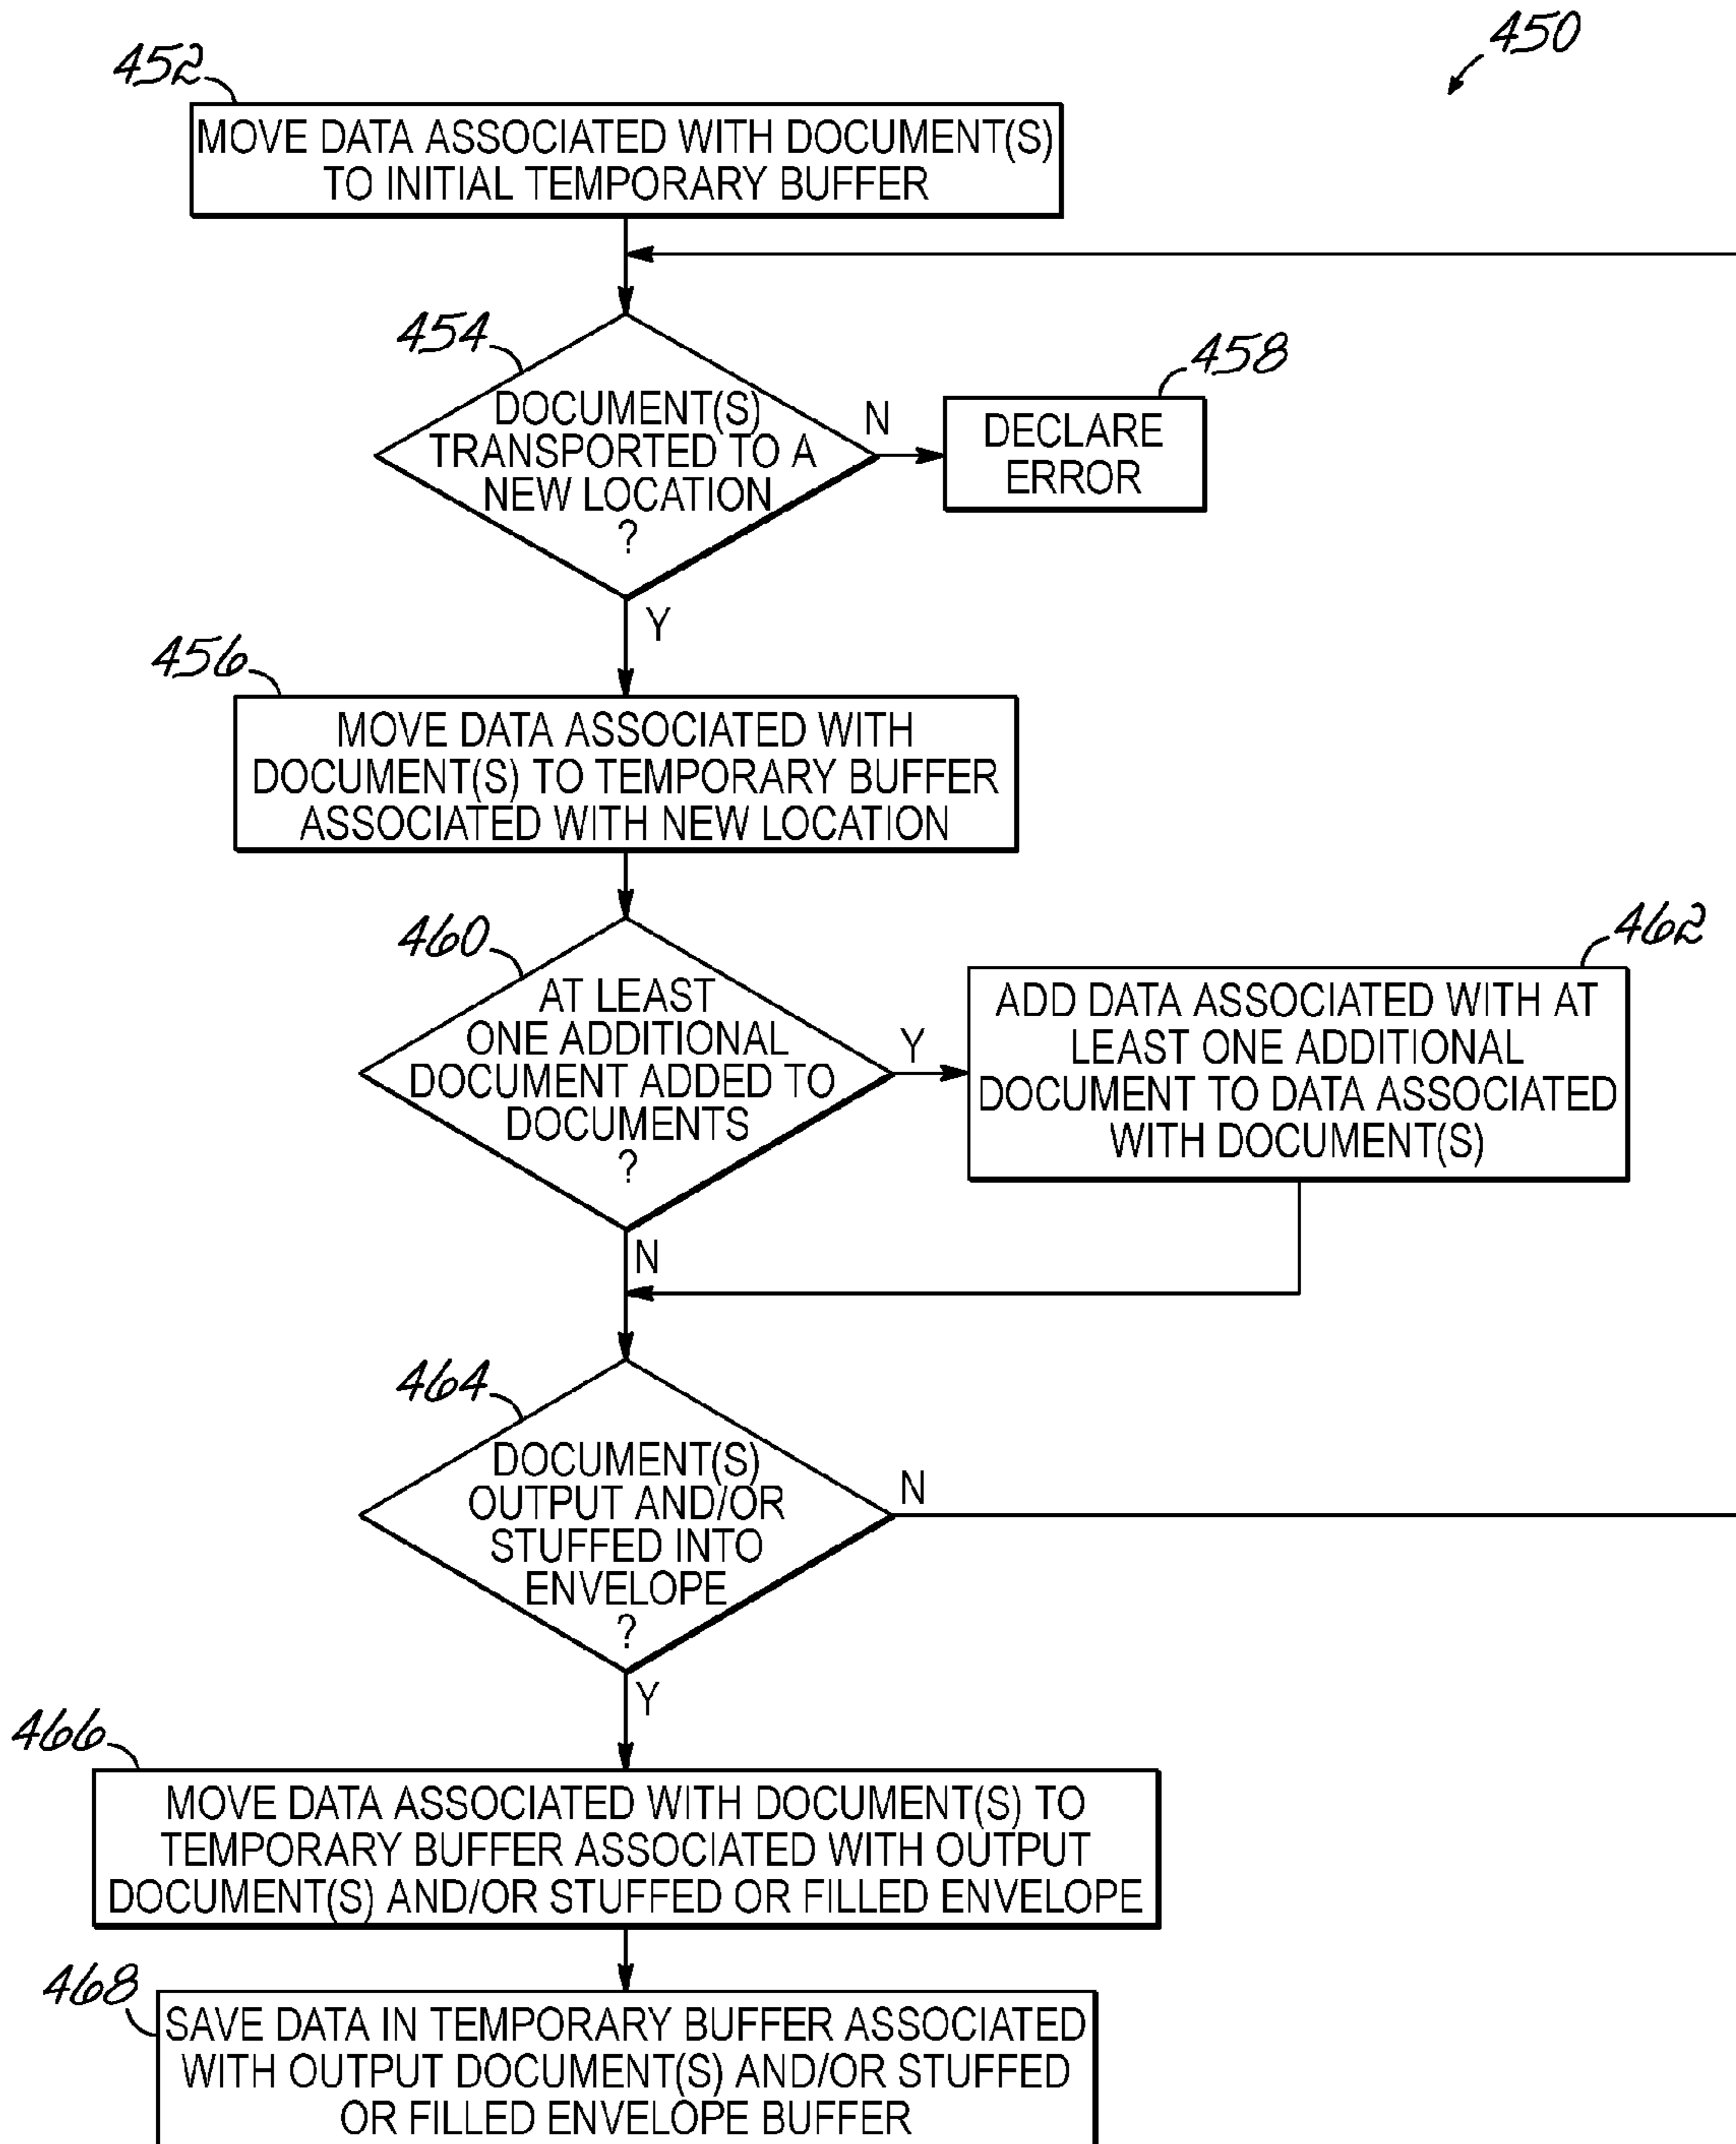 450
452
MOVE DATA ASSOCIATED WITH DOCUMENT(S)
TO INITIAL TEMPORARY BUFFER
454
DOCUMENT(S)
TRANSPORTED TO A
NEW LOCATION
?
N
458
DECLARE
ERROR
Y
456
MOVE DATA ASSOCIATED WITH
DOCUMENT(S) TO TEMPORARY BUFFER
ASSOCIATED WITH NEW LOCATION
460
AT LEAST
ONE ADDITIONAL
DOCUMENT ADDED TO
DOCUMENTS
?
Y
462
ADD DATA ASSOCIATED WITH AT
LEAST ONE ADDITIONAL
DOCUMENT TO DATA ASSOCIATED
WITH DOCUMENT(S)
N
464
DOCUMENT(S)
OUTPUT AND/OR
STUFFED INTO
ENVELOPE
?
N
Y
466
MOVE DATA ASSOCIATED WITH DOCUMENT(S) TO
TEMPORARY BUFFER ASSOCIATED WITH OUTPUT
DOCUMENT(S) AND/OR STUFFED OR FILLED ENVELOPE
468
SAVE DATA IN TEMPORARY BUFFER ASSOCIATED
WITH OUTPUT DOCUMENT(S) AND/OR STUFFED
OR FILLED ENVELOPE BUFFER